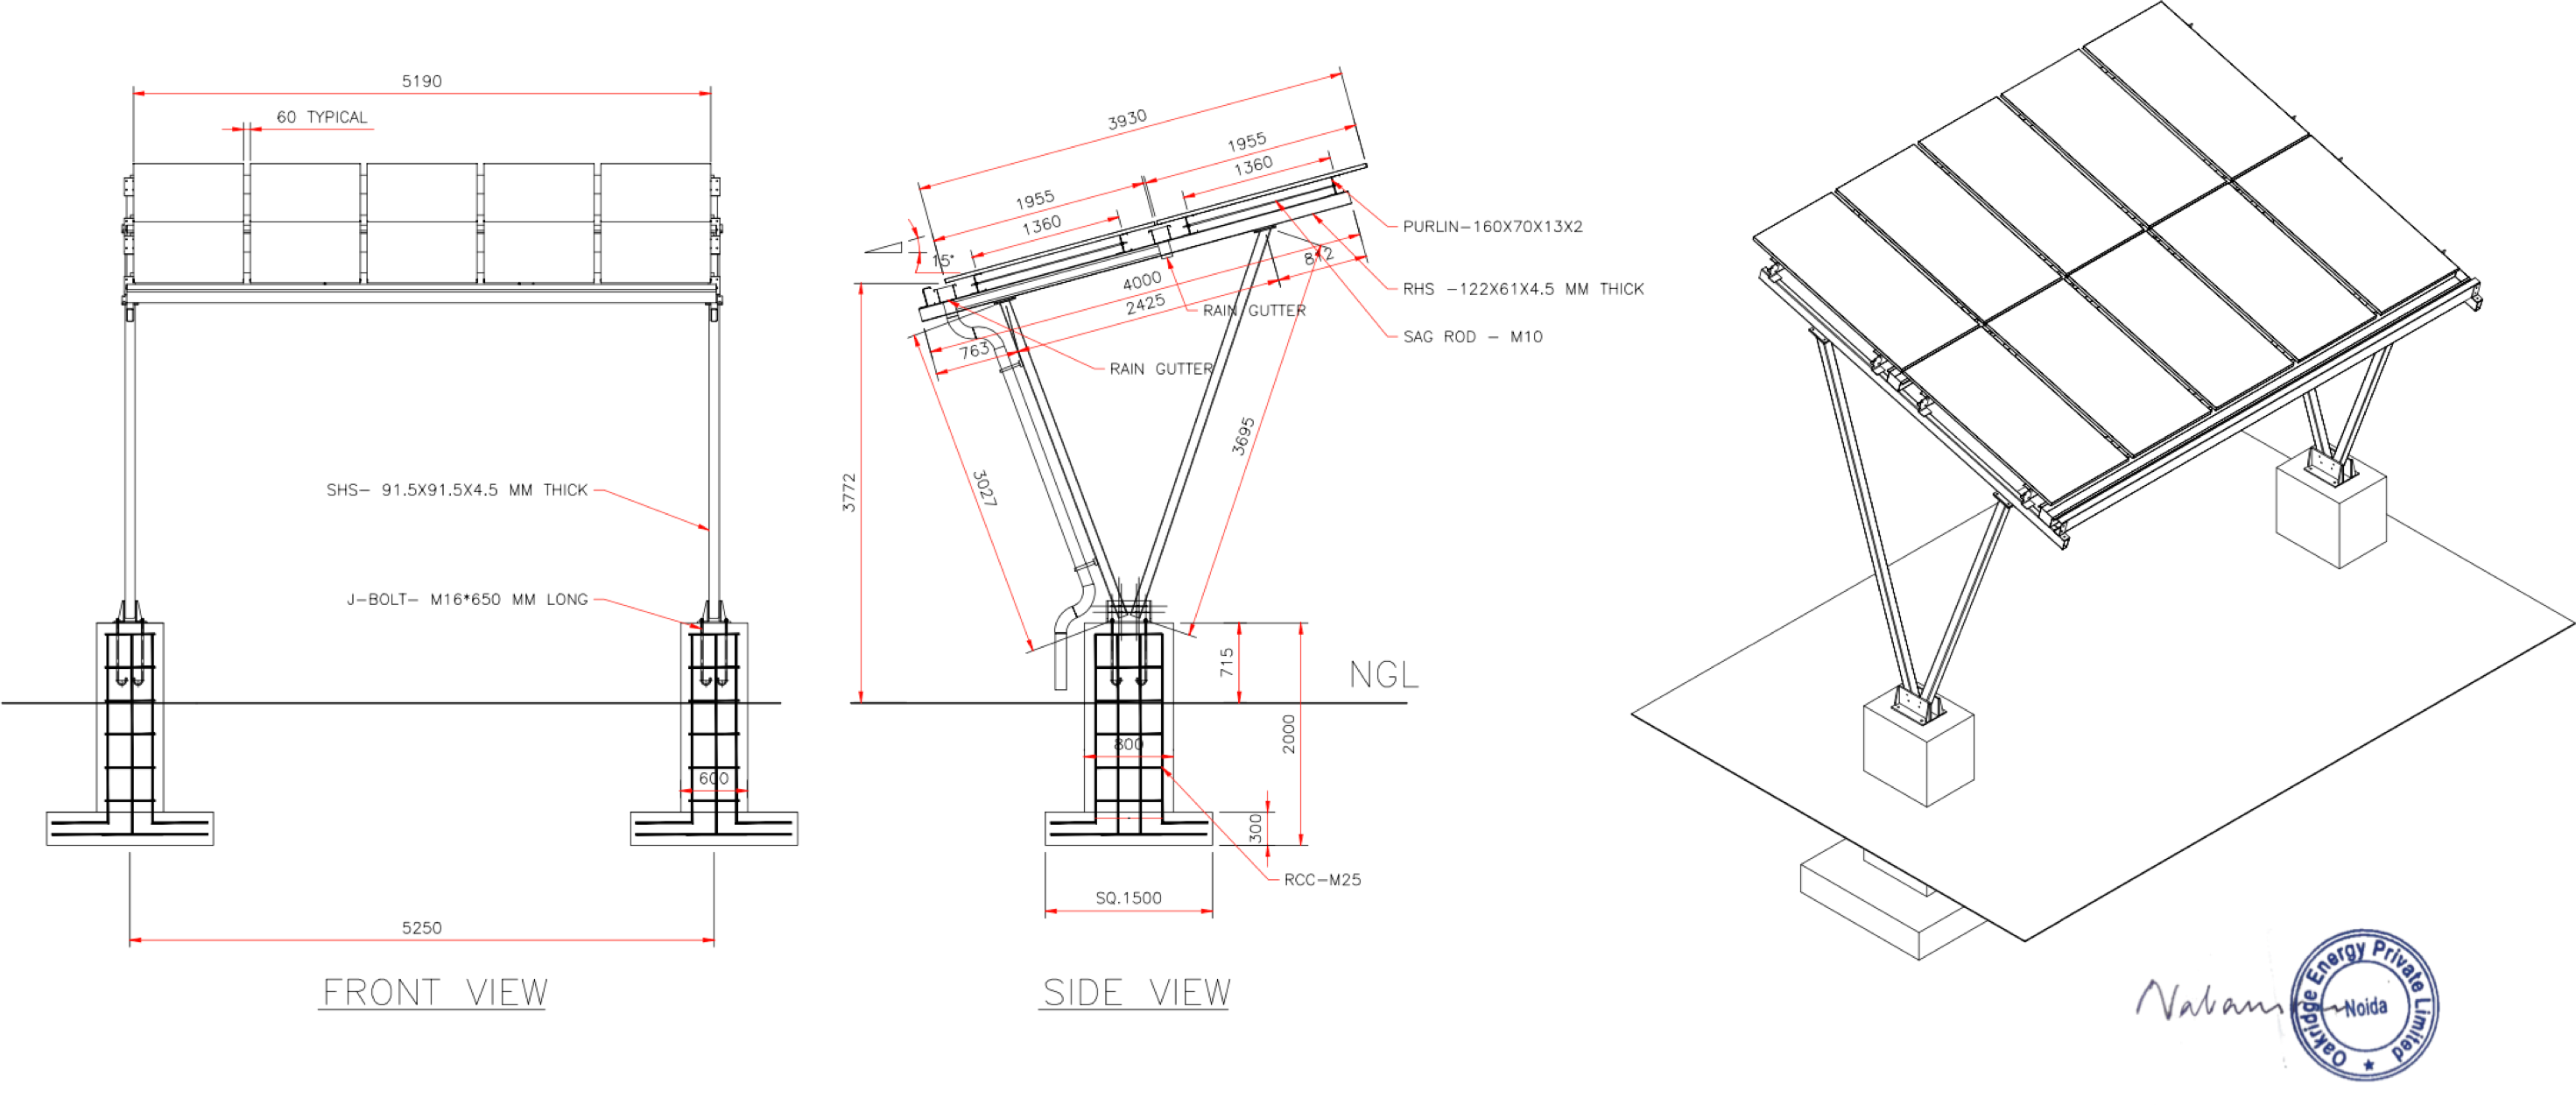 5190
60 TYPICAL
SHS- 91.5X91.5X4.5 MM THICK
J-BOLT- M16*650 MM LONG
600
5250
FRONT VIEW
3930
1955
1360
1955
1360
15°
PURLIN-160X70X13X2
812
4000
RHS -122X61X4.5 MM THICK
2425
RAIN GUTTER
SAG ROD - M10
763
RAIN GUTTER
3695
3772
3027
715
NGL
2000
800
300
RCC-M25
SQ.1500
SIDE VIEW
Oakridge Energy Private Limited
Noida